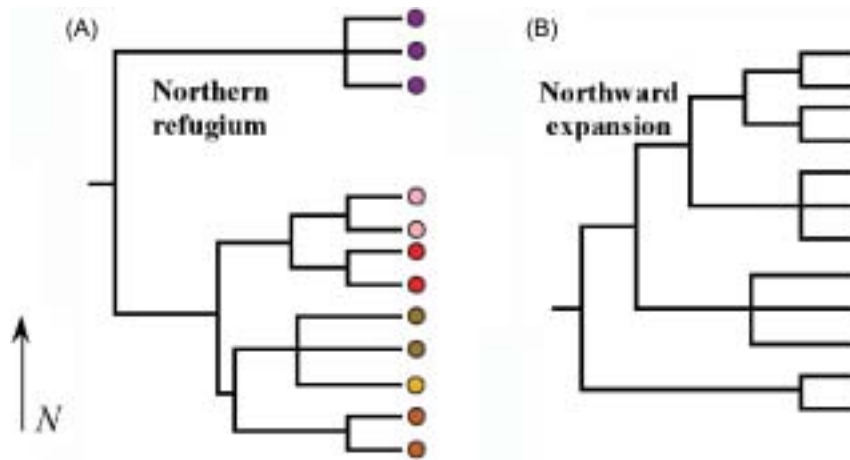 (A)
Northern
refugium
N
(B)
Northward
expansion